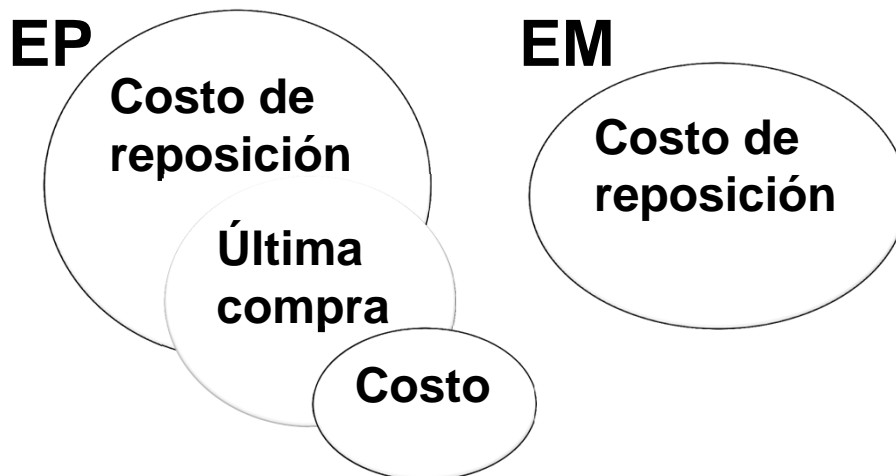 EP
Costo de
reposición
Última
compra
Costo
EM
Costo de
reposición